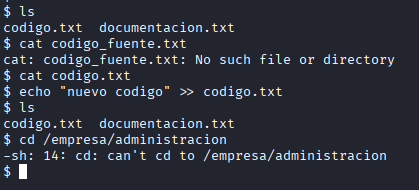 $ ls
codigo.txt  documentacion.txt
$ cat codigo_fuente.txt
cat: codigo_fuente.txt: No such file or directory
$ cat codigo.txt
$ echo "nuevo codigo" >> codigo.txt
$ ls
codigo.txt  documentacion.txt
$ cd /empresa/administracion
-sh: 14: cd: can't cd to /empresa/administracion
$